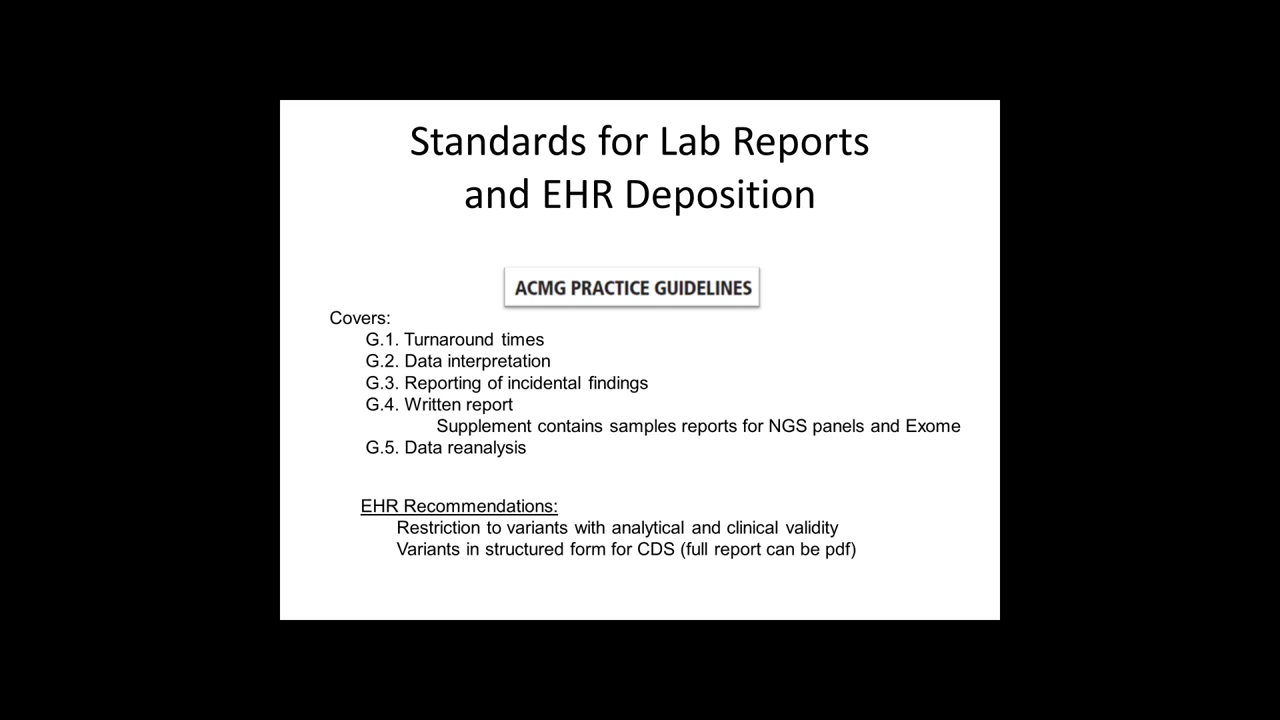 Standards for Lab Reports
and EHR Deposition
ACMG PRACTICE GUIDELINES
Covers:
G.1. Turnaround times
G.2. Data interpretation
G.3. Reporting of incidental findings
G.4. Written report
Supplement contains samples reports for NGS panels and Exome
G.5. Data reanalysis
EHR Recommendations:
Restriction to variants with analytical and clinical validity
Variants in structured form for CDS (full report can be pdf)